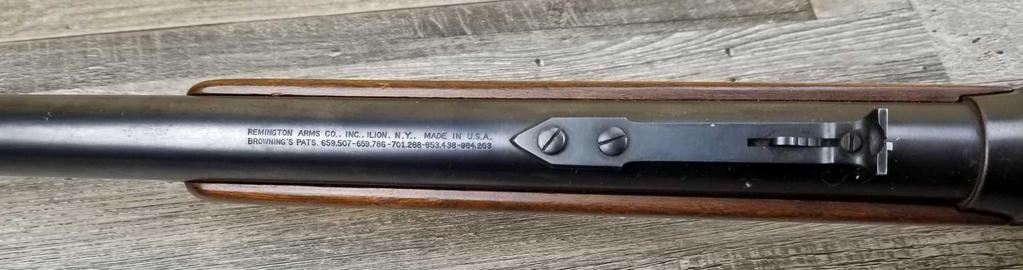 REMINGTON ARMS CO., INC., ILION, N.Y., MADE IN U.S.A.
BROWNING'S PATS. 659.507-659.786-701.288-853.438-984.263